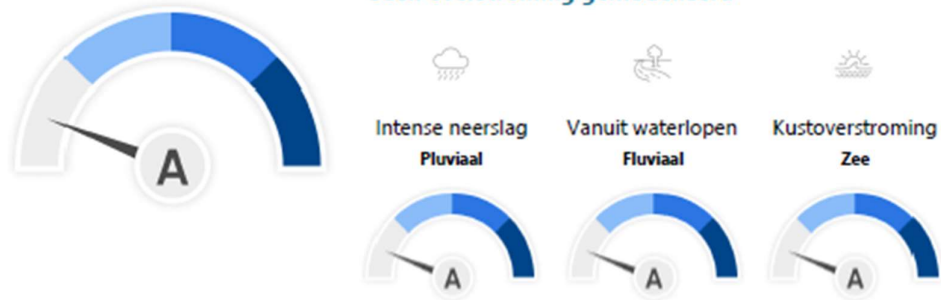 A
Intense neerslag
Pluviaal
A
Vanuit waterlopen
Fluviaal
A
Kustoverstroming
Zee
A